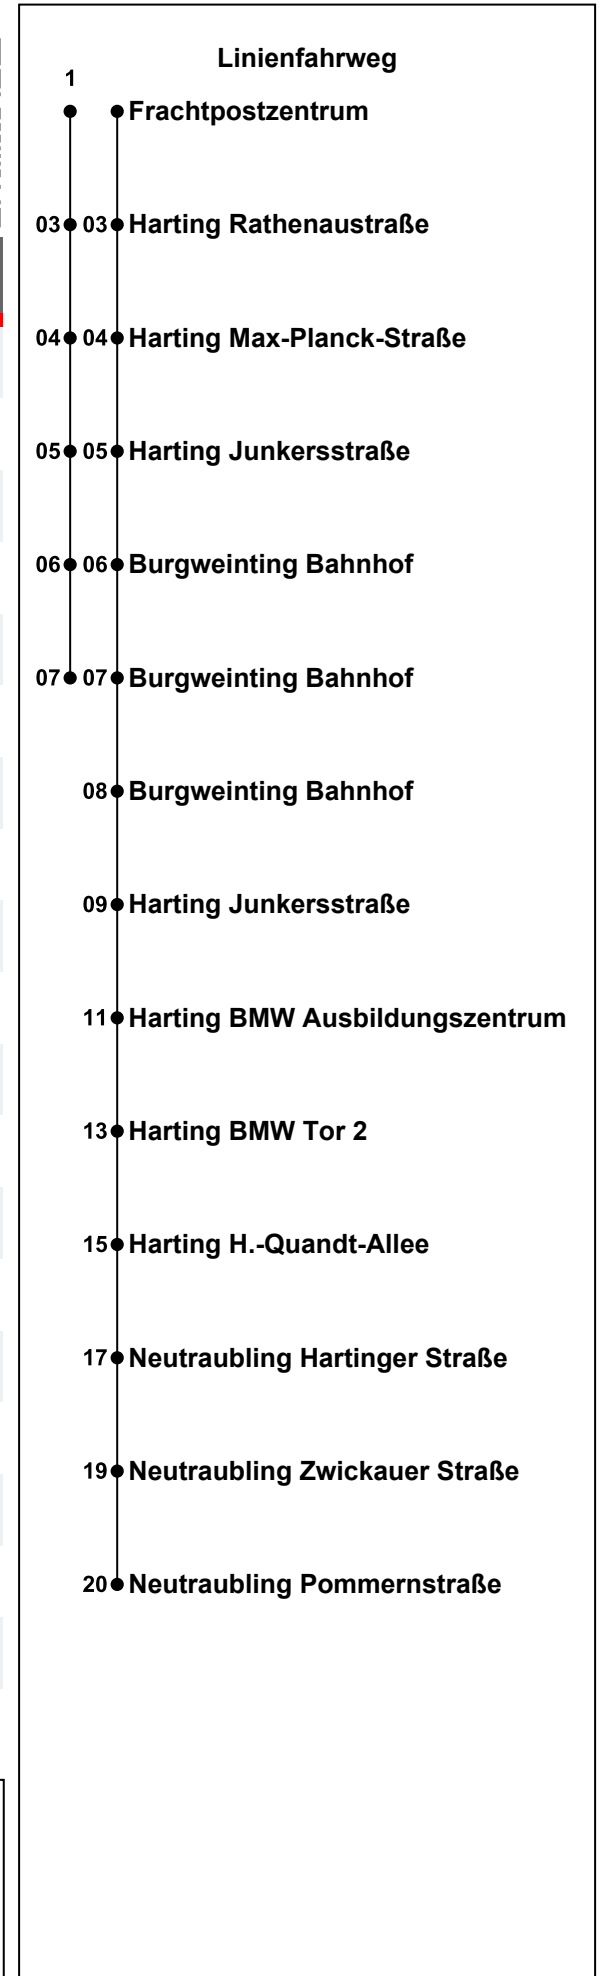 Linienfahrweg
1
Frachtpostzentrum
03 03 Harting Rathenaustraße
04 04 Harting Max-Planck-Straße
05 05 Harting Junkersstraße
06 06 Burgweinting Bahnhof
07 07 Burgweinting Bahnhof
08 Burgweinting Bahnhof
09 Harting Junkersstraße
11 Harting BMW Ausbildungszentrum
13 Harting BMW Tor 2
15 Harting H.-Quandt-Allee
17 Neutraubling Hartinger Straße
19 Neutraubling Zwickauer Straße
20 Neutraubling Pommernstraße